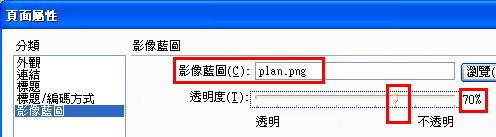 頁面屬性
分類
外觀
連結
標題
標題/編碼方式
影像藍圖
影像藍圖
影像藍圖(C): plan.png 瀏覽(
透明度(T): 70%
透明 不透明